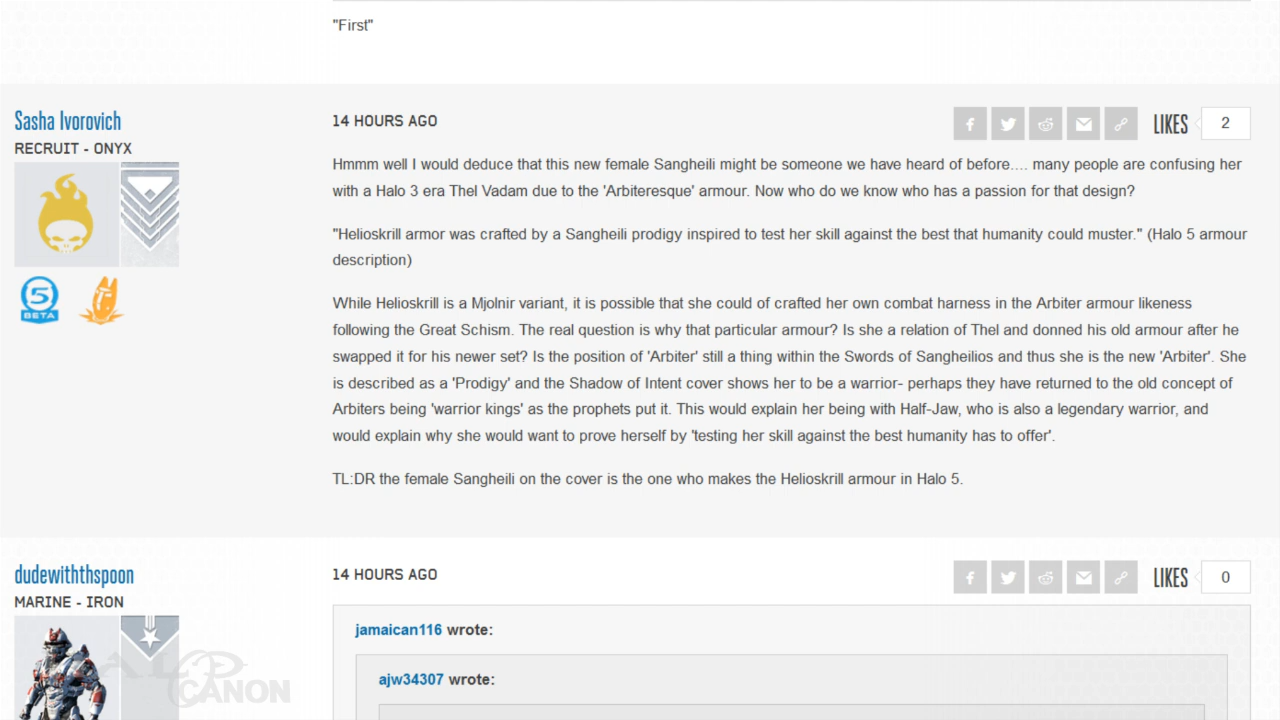 "First"
Sasha Ivorovich
RECRUIT - ONYX
5
BETA
14 HOURS AGO
LIKES
2
Hmmm well I would deduce that this new female Sangheili might be someone we have heard of before.... many people are confusing her
with a Halo 3 era Thel Vadam due to the 'Arbiteresque' armour. Now who do we know who has a passion for that design?
"Helioskrill armor was crafted by a Sangheili prodigy inspired to test her skill against the best that humanity could muster." (Halo 5 armour
description)
While Helioskrill is a Mjolnir variant, it is possible that she could of crafted her own combat harness in the Arbiter armour likeness
following the Great Schism. The real question is why that particular armour? Is she a relation of Thel and donned his old armour after he
swapped it for his newer set? Is the position of 'Arbiter' still a thing within the Swords of Sangheilios and thus she is the new 'Arbiter'. She
is described as a 'Prodigy' and the Shadow of Intent cover shows her to be a warrior- perhaps they have returned to the old concept of
Arbiters being 'warrior kings' as the prophets put it. This would explain her being with Half-Jaw, who is also a legendary warrior, and
would explain why she would want to prove herself by 'testing her skill against the best humanity has to offer'.
TL:DR the female Sangheili on the cover is the one who makes the Helioskrill armour in Halo 5.
dudewiththspoon
MARINE - IRON
14 HOURS AGO
LIKES
0
jamaican116 wrote:
ajw34307 wrote:
CANON